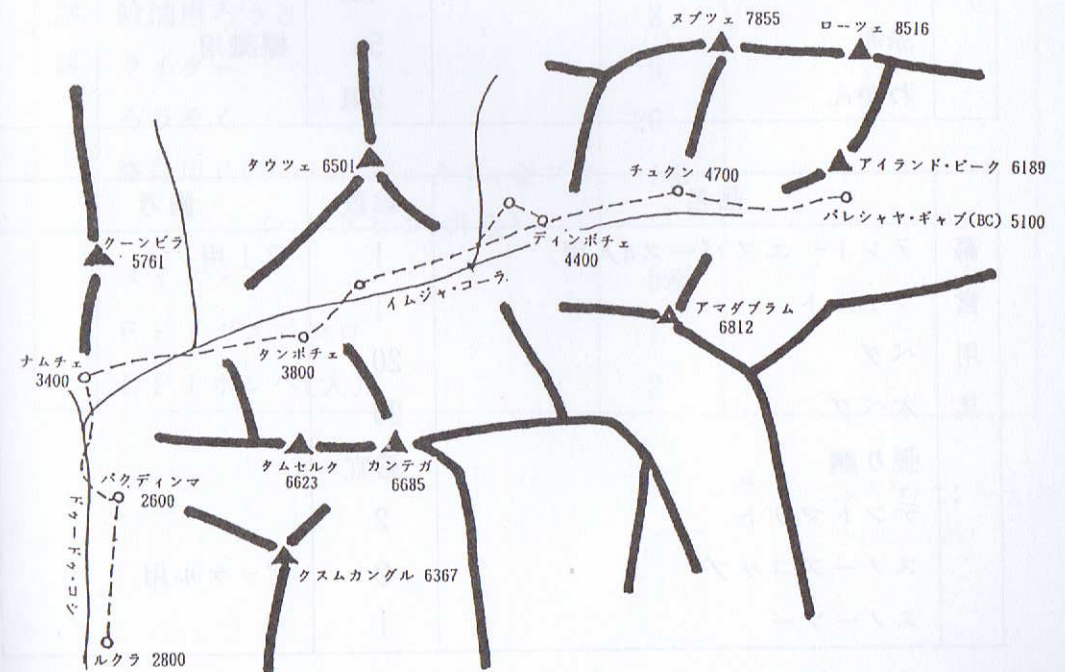 ヌプツェ 7855
ローツェ 8516
タウツェ 6501
チュクン 4700
アイランド・ピーク 6189
パレシャヤ・ギャブ(BC) 5100
ディンボチェ
4400
クーンビラ
5761
イムジャ・コーラ
アマダブラム
6812
ナムチェ
3400
タンボチェ
3800
タムセルク
6623
カンテガ
6685
パクディンマ
2600
ドゥードゥ・コシ
クスムカングル 6367
ルクラ 2800